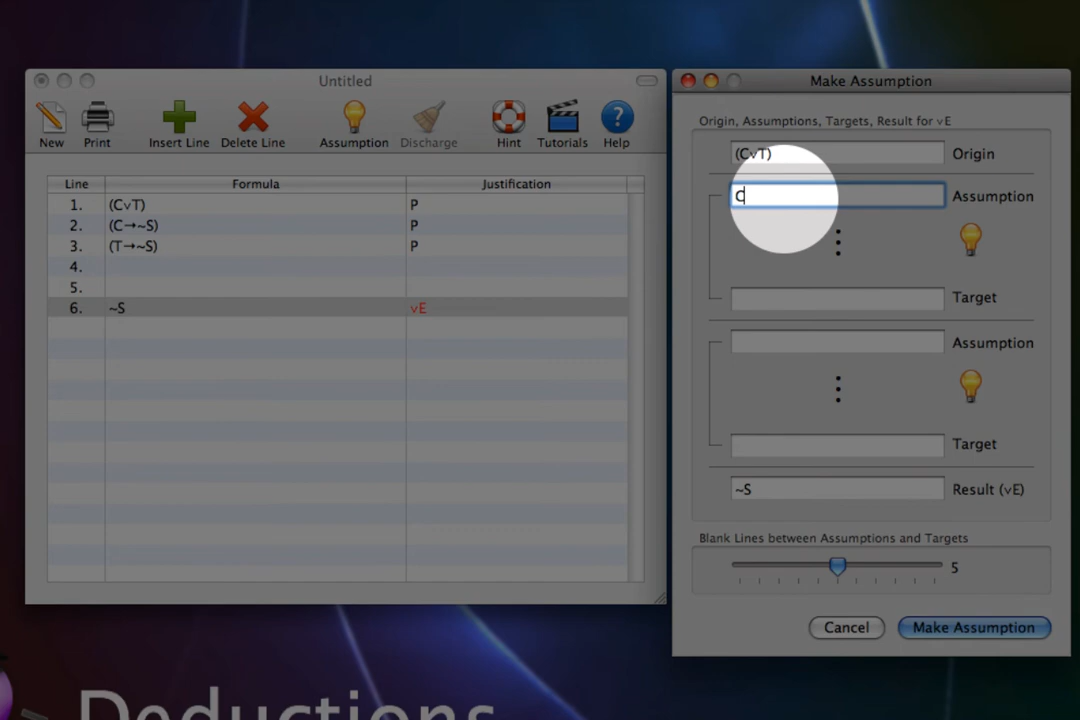 Untitled
New Print Insert Line Delete Line Assumption Discharge Hint Tutorials Help
Line Formula Justification
1. (C∨T) P
2. (C→~S) P
3. (T→~S) P
4.
5.
6. ~S ∨E
Make Assumption
Origin, Assumptions, Targets, Result for ∨E
(C∨T) Origin
C Assumption
Target
Assumption
Target
~S Result (∨E)
Blank Lines between Assumptions and Targets
5
Cancel Make Assumption
Deductions